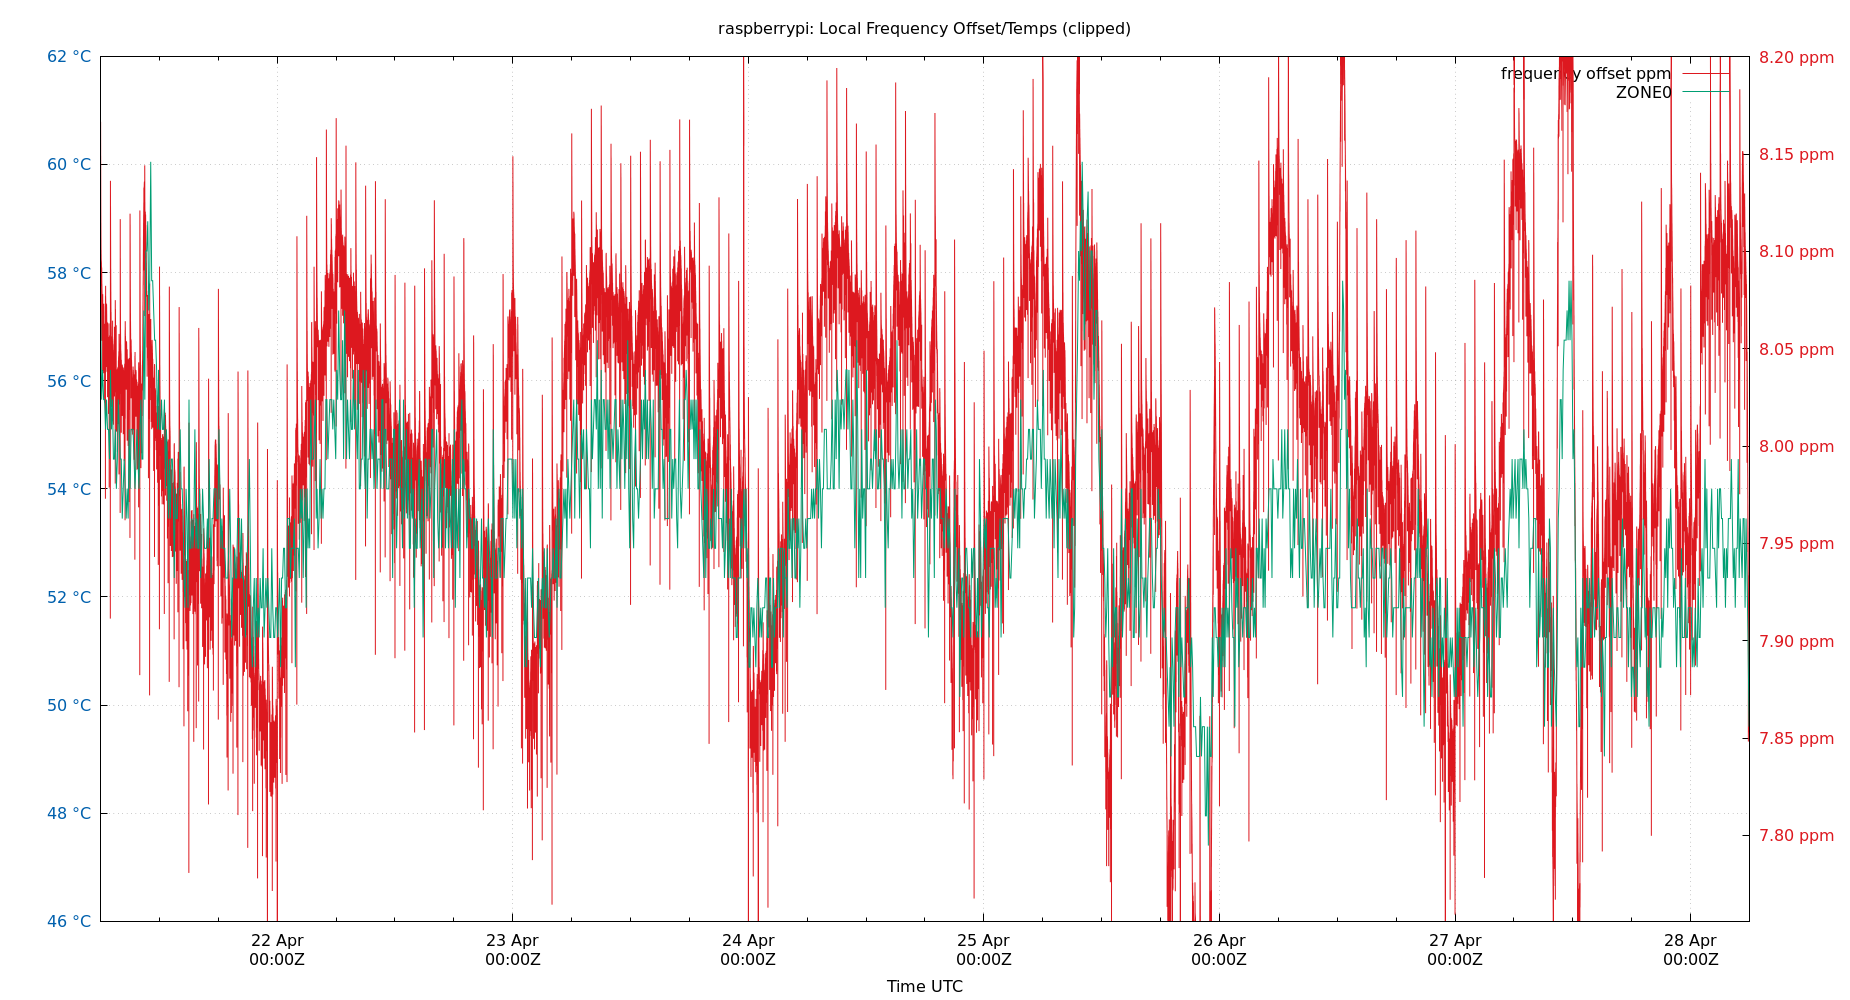 raspberrypi: Local Frequency Offset/Temps (clipped)
62 °C
60 °C
58 °C
56 °C
54 °C
52 °C
50 °C
48 °C
46 °C
8.20 ppm
8.15 ppm
8.10 ppm
8.05 ppm
8.00 ppm
7.95 ppm
7.90 ppm
7.85 ppm
7.80 ppm
frequency offset ppm
ZONE0
22 Apr
00:00Z
23 Apr
00:00Z
24 Apr
00:00Z
25 Apr
00:00Z
26 Apr
00:00Z
27 Apr
00:00Z
28 Apr
00:00Z
Time UTC